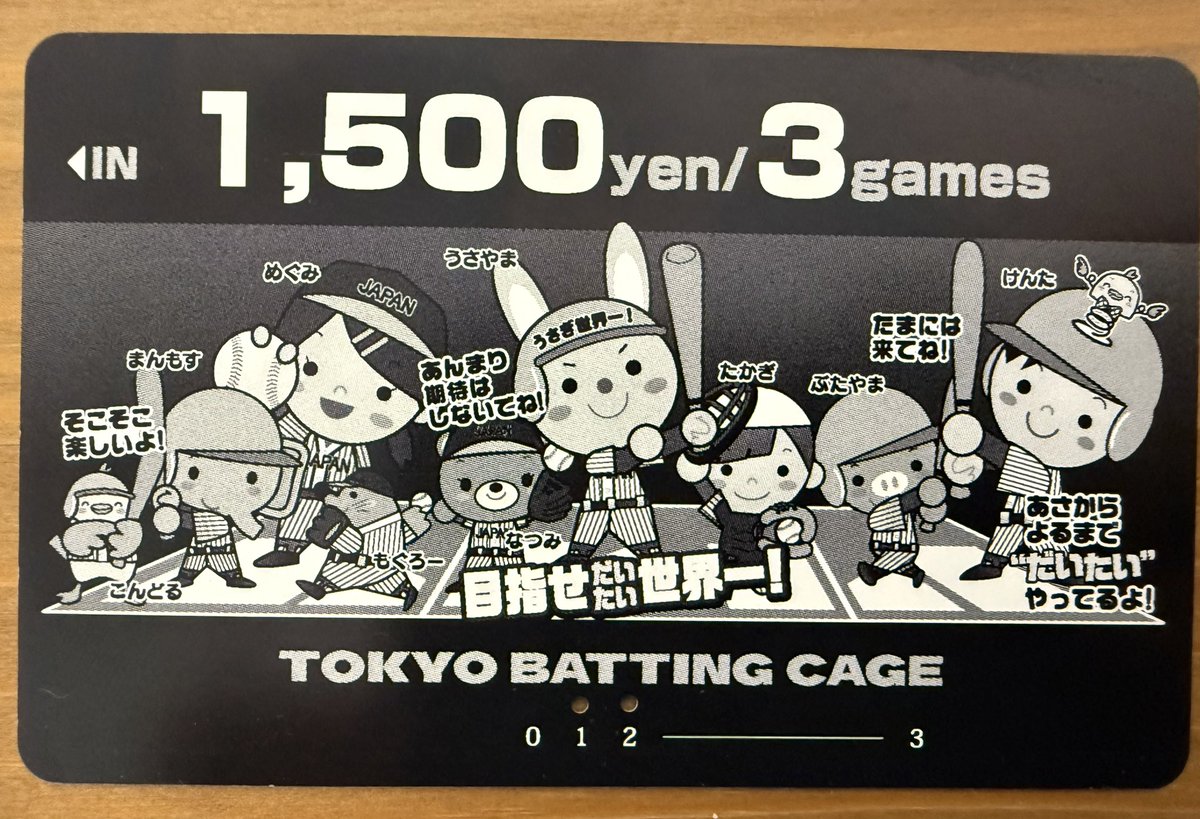 ◀IN
1,500yen/3games
めぐみ
JAPAN
うさやま
うさぎ世界一!
けんた
たまには
来てね!
まんもす
あんまり
期待は
しないでね!
たかぎ
ぶたやま
そこそこ
楽しいよ!
JAPAN
JAPAN
JAPAN
なつみ
もぐろー
こんどる
目指せだいたい世界一!
あさから
よるまで
“だいたい”
やってるよ!
TOKYO BATTING CAGE
0 1 2 3